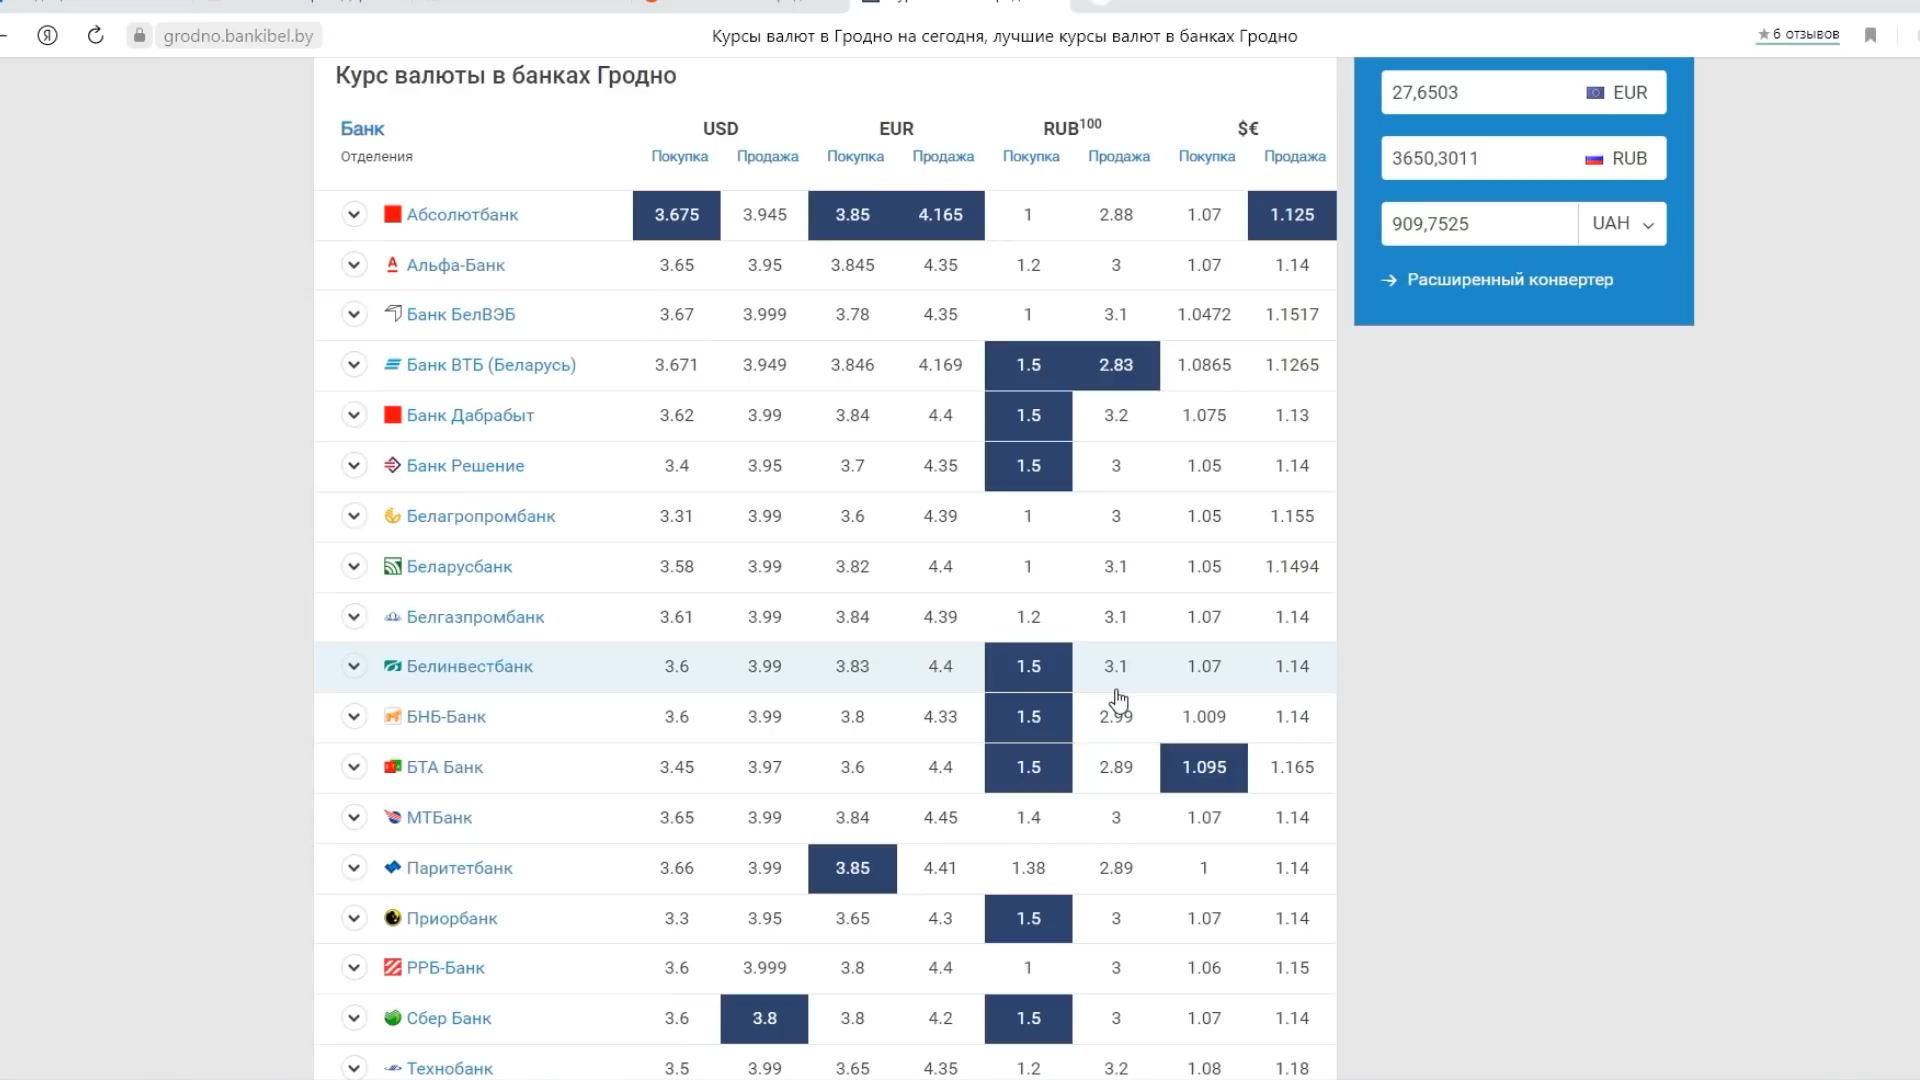 grodno.bankibel.by
Курсы валют в Гродно на сегодня, лучшие курсы валют в банках Гродно
★ 6 отзывов
Курс валюты в банках Гродно
Банк USD EUR RUB100 $€
Отделения Покупка Продажа Покупка Продажа Покупка Продажа Покупка Продажа
Абсолютбанк 3.675 3.945 3.85 4.165 1 2.88 1.07 1.125
Альфа-Банк 3.65 3.95 3.845 4.35 1.2 3 1.07 1.14
Банк БелВЭБ 3.67 3.999 3.78 4.35 1 3.1 1.0472 1.1517
Банк ВТБ (Беларусь) 3.671 3.949 3.846 4.169 1.5 2.83 1.0865 1.1265
Банк Дабрабыт 3.62 3.99 3.84 4.4 1.5 3.2 1.075 1.13
Банк Решение 3.4 3.95 3.7 4.35 1.5 3 1.05 1.14
Белагропромбанк 3.31 3.99 3.6 4.39 1 3 1.05 1.155
Беларусбанк 3.58 3.99 3.82 4.4 1 3.1 1.05 1.1494
Белгазпромбанк 3.61 3.99 3.84 4.39 1.2 3.1 1.07 1.14
Белинвестбанк 3.6 3.99 3.83 4.4 1.5 3.1 1.07 1.14
БНБ-Банк 3.6 3.99 3.8 4.33 1.5 2.99 1.009 1.14
БТА Банк 3.45 3.97 3.6 4.4 1.5 2.89 1.095 1.165
МТБанк 3.65 3.99 3.84 4.45 1.4 3 1.07 1.14
Паритетбанк 3.66 3.99 3.85 4.41 1.38 2.89 1 1.14
Приорбанк 3.3 3.95 3.65 4.3 1.5 3 1.07 1.14
РРБ-Банк 3.6 3.999 3.8 4.4 1 3 1.06 1.15
Сбер Банк 3.6 3.8 3.8 4.2 1.5 3 1.07 1.14
Технобанк 3.5 3.99 3.65 4.35 1.2 3.2 1.08 1.18
27,6503 EUR
3650,3011 RUB
909,7525 UAH
→ Расширенный конвертер